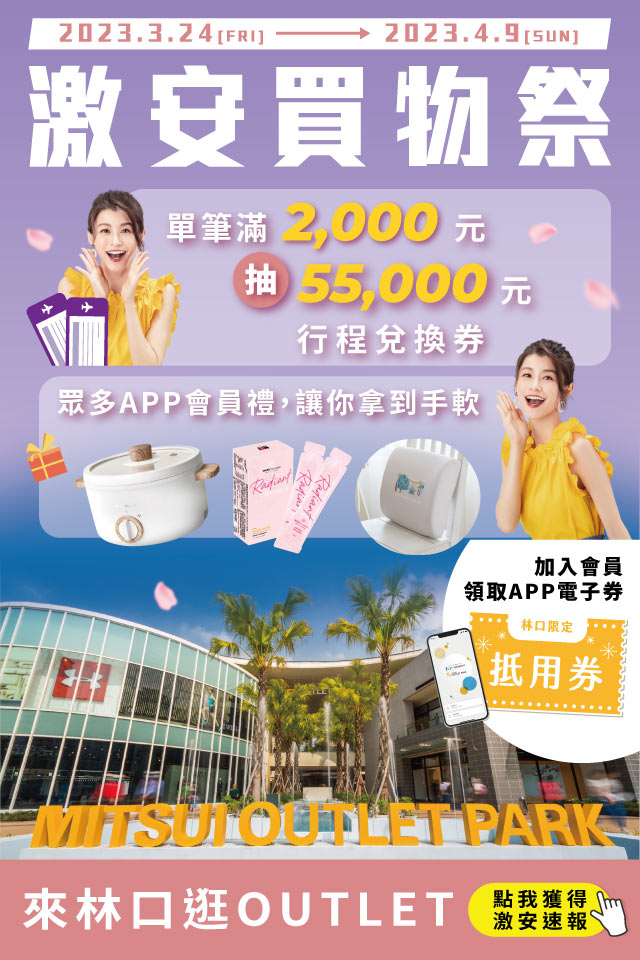 2023.3.24[FRI] 2023.4.9[SUN]
激安買物祭
單筆滿 2,000 元
抽 55,000 元
行程兌換券
眾多APP會員禮，讓你拿到手軟
Radiant
Radiant
Radiant
加入會員
領取APP電子券
林口限定
抵用券
MITSUI OUTLET PARK
來林口逛OUTLET
點我獲得
激安速報